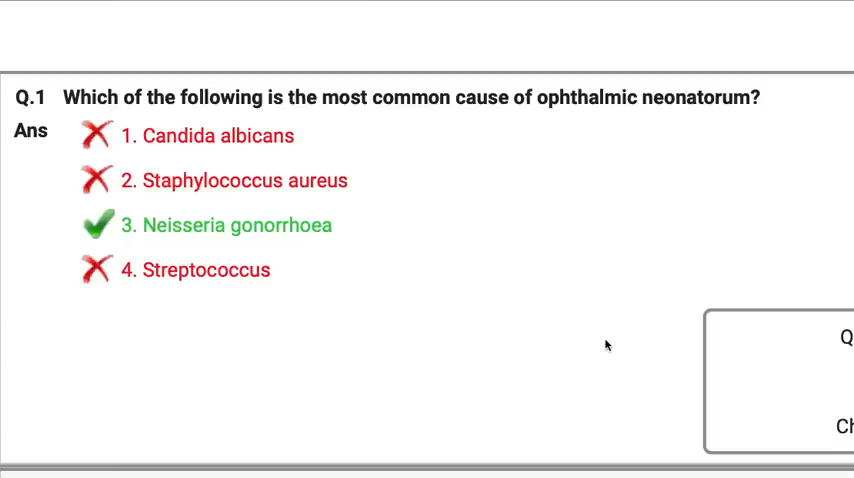 Q.1 Which of the following is the most common cause of ophthalmic neonatorum?
Ans 1. Candida albicans
2. Staphylococcus aureus
3. Neisseria gonorrhoea
4. Streptococcus
Q